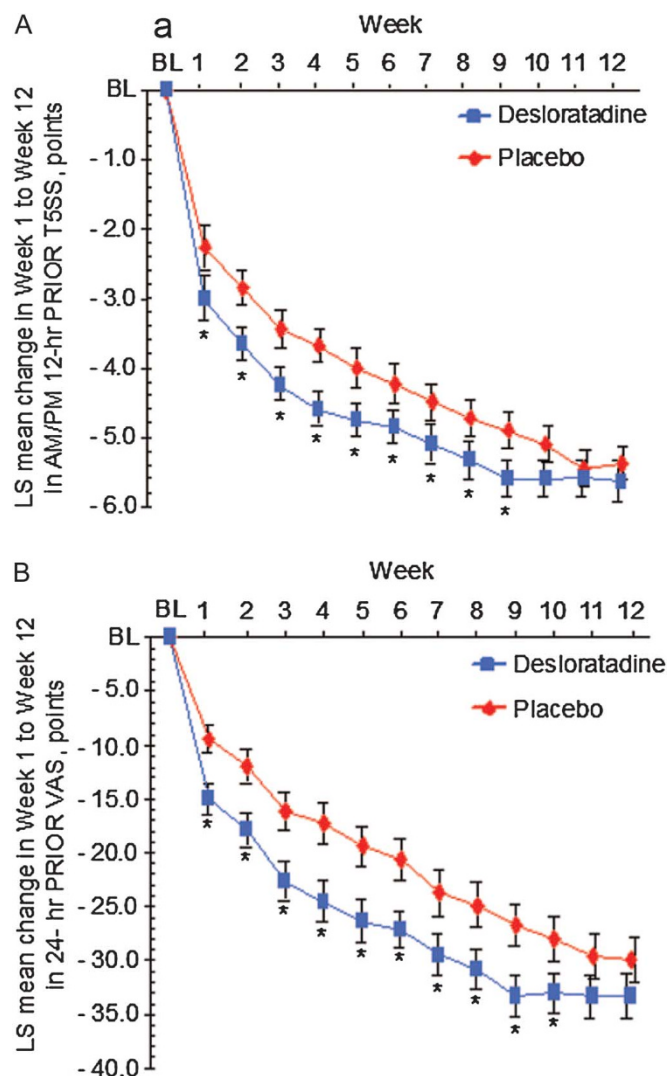 A
a
Week
BL 1 2 3 4 5 6 7 8 9 10 11 12
BL
- 1.0
- 2.0
- 3.0
- 4.0
- 5.0
- 6.0
Desloratadine
Placebo
LS mean change in Week 1 to Week 12
in AM/PM 12-hr PRIOR T5SS, points
* * * * * * * * *
B
Week
BL 1 2 3 4 5 6 7 8 9 10 11 12
BL
- 5.0
-10.0
-15.0
-20.0
-25.0
-30.0
-35.0
-40.0
Desloratadine
Placebo
LS mean change in Week 1 to Week 12
in 24- hr PRIOR VAS, points
* * * * * * * * * *